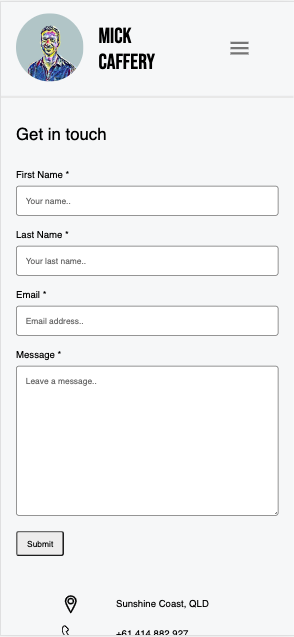 MICK
CAFFERY
Get in touch
First Name *
Your name..
Last Name *
Your last name..
Email *
Email address..
Message *
Leave a message..
Submit
Sunshine Coast, QLD
+61 414 882 927